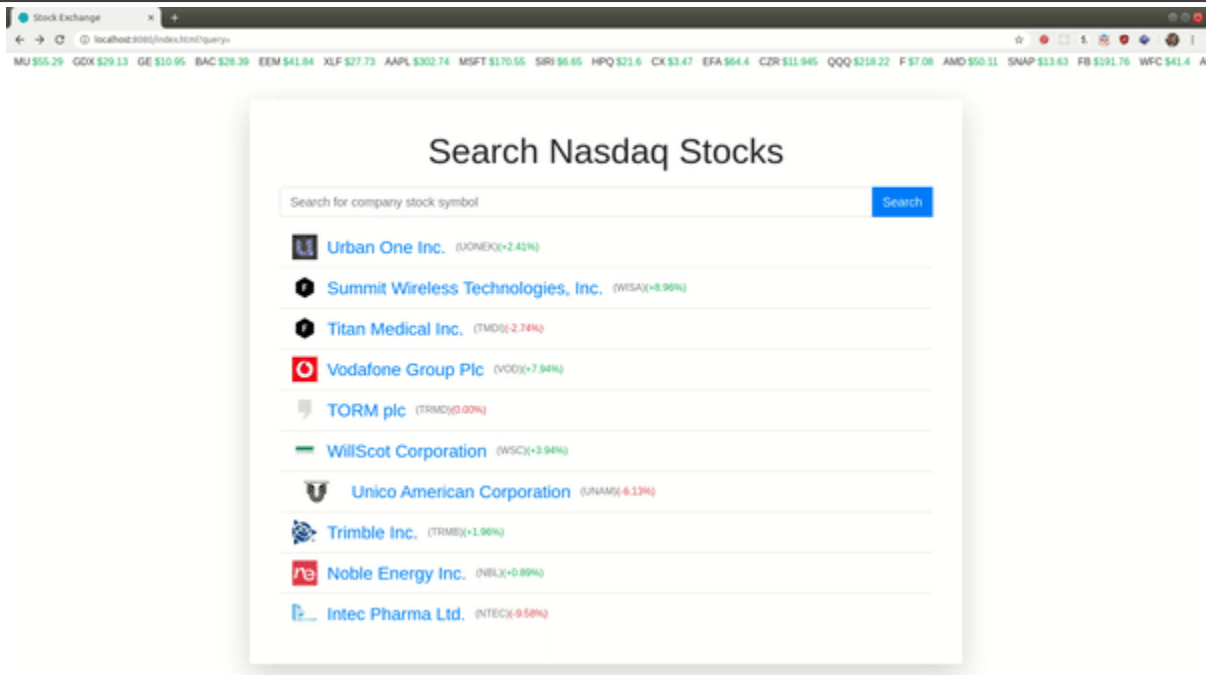 Stock Exchange
localhost:8080/index.html?query=
MU $55.29 GDX $29.13 GE $10.95 BAC $28.39 EEM $41.84 XLF $27.73 AAPL $302.74 MSFT $170.55 SIRI $6.65 HPQ $21.6 CX $3.47 EFA $64.4 CZR $11.945 QQQ $218.22 F $7.08 AMD $50.11 SNAP $13.63 FB $191.76 WFC $41.4 A
Search Nasdaq Stocks
Search for company stock symbol Search
Urban One Inc. (UONEK)(+2.41%)
Summit Wireless Technologies, Inc. (WISA)(+8.96%)
Titan Medical Inc. (TMDI)(-2.74%)
Vodafone Group Plc (VOD)(+7.94%)
TORM plc (TRMD)(0.00%)
WillScot Corporation (WSC)(+3.94%)
Unico American Corporation (UNAM)(-6.13%)
Trimble Inc. (TRMB)(+1.96%)
Noble Energy Inc. (NBL)(+0.89%)
Intec Pharma Ltd. (NTEC)(-9.58%)